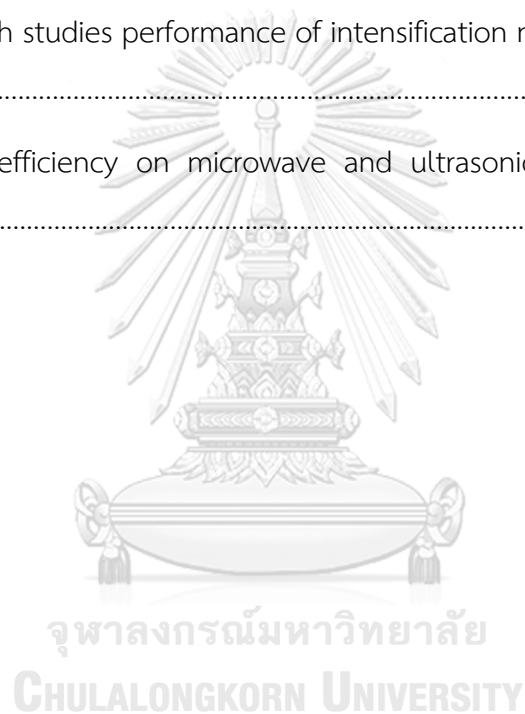 studies performance of intensification
....................................................................................................
efficiency on microwave and ultrasonic
....................................................................................................
จุฬาลงกรณ์มหาวิทยาลัย
CHULALONGKORN UNIVERSITY